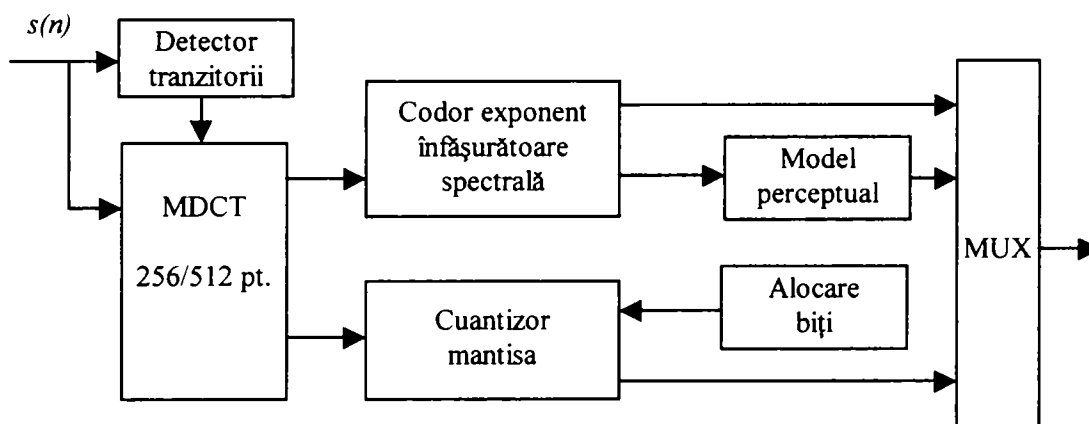 s(n)
Detector
tranzitorii
MDCT
256/512 pt.
Codor exponent
înfăşurătoare
spectrală
Model
perceptual
Cuantizor
mantisa
Alocare
biţi
MUX